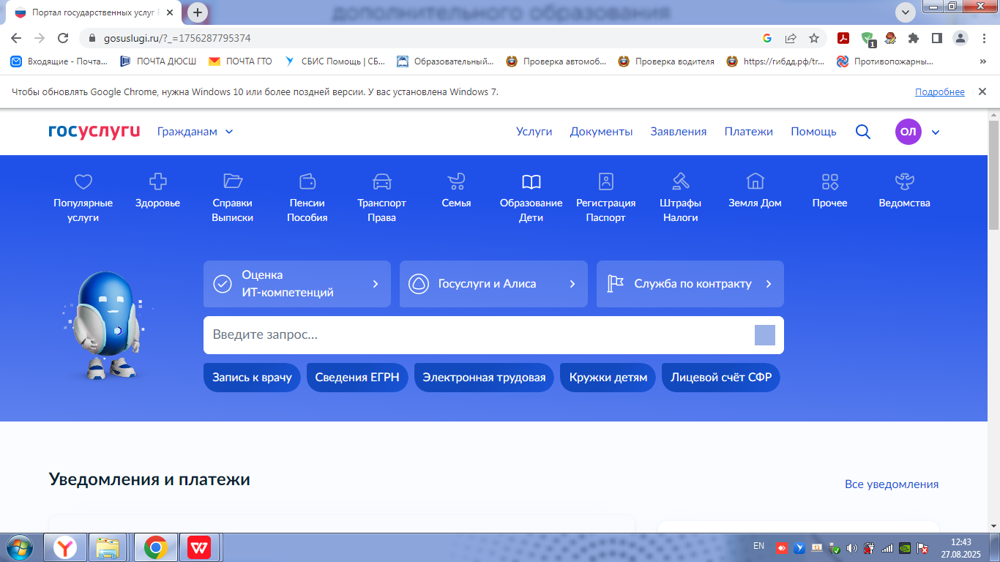 дополнительного образования
Портал государственных услуг
gosuslugi.ru/?_=1756287795374
1
Входящие - Почта...
ПОЧТА ДЮСШ
ПОЧТА ГТО
СБИС Помощь | СБ...
Образовательный...
Проверка автомоб...
Проверка водителя
https://гибдд.рф/tr...
Противопожарны...
»
Чтобы обновлять Google Chrome, нужна Windows 10 или более поздней версии. У вас установлена Windows 7.
Подробнее
госуслуги
Гражданам
Услуги
Документы
Заявления
Платежи
Помощь
ОЛ
Популярные
услуги
Здоровье
Справки
Выписки
Пенсии
Пособия
Транспорт
Права
Семья
Образование
Дети
Регистрация
Паспорт
Штрафы
Налоги
Земля Дом
Прочее
Ведомства
Оценка
ИТ-компетенций
Госуслуги и Алиса
Служба по контракту
Введите запрос...
Запись к врачу
Сведения ЕГРН
Электронная трудовая
Кружки детям
Лицевой счёт СФР
Уведомления и платежи
Все уведомления
EN
12:43
27.08.2025